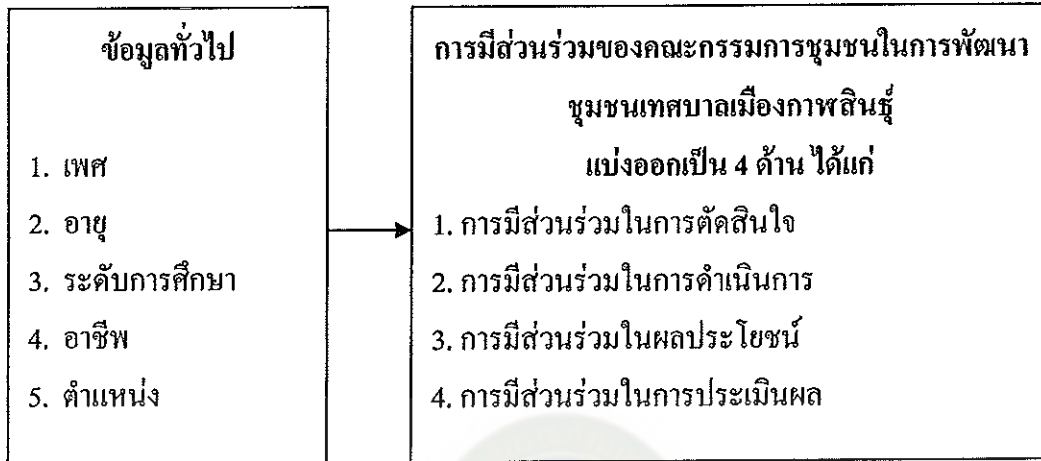 ข้อมูลทั่วไป
1. เพศ
2. อายุ
3. ระดับการศึกษา
4. อาชีพ
5. ตำแหน่ง
การมีส่วนร่วมของคณะกรรมการชุมชนในการพัฒนา
ชุมชนเทศบาลเมืองกาฬสินธุ์
แบ่งออกเป็น 4 ด้าน ได้แก่
1. การมีส่วนร่วมในการตัดสินใจ
2. การมีส่วนร่วมในการดำเนินการ
3. การมีส่วนร่วมในผลประโยชน์
4. การมีส่วนร่วมในการประเมินผล